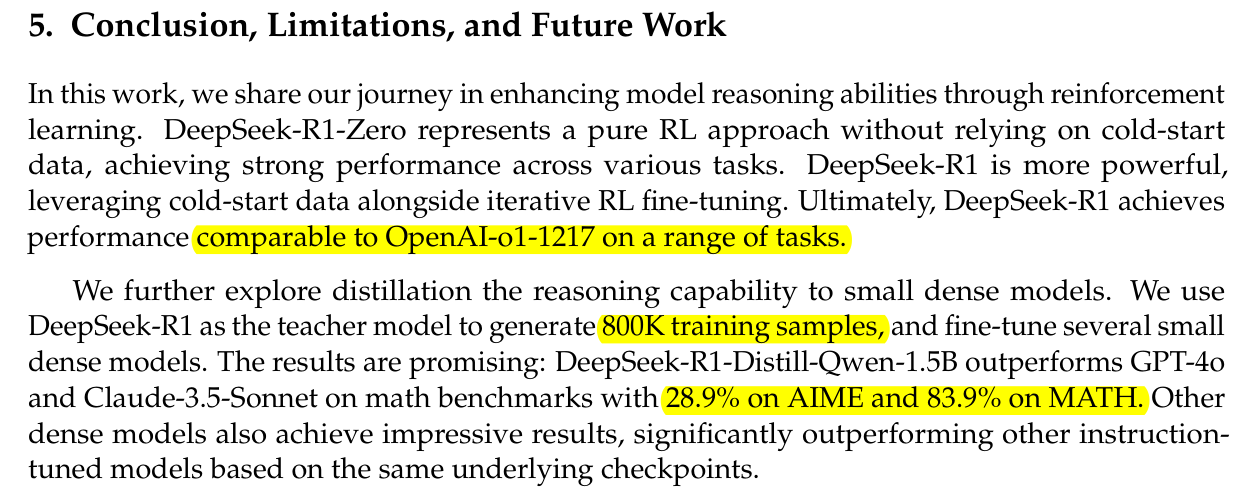 5. Conclusion, Limitations, and Future Work
In this work, we share our journey in enhancing model reasoning abilities through reinforcement
learning. DeepSeek-R1-Zero represents a pure RL approach without relying on cold-start
data, achieving strong performance across various tasks. DeepSeek-R1 is more powerful,
leveraging cold-start data alongside iterative RL fine-tuning. Ultimately, DeepSeek-R1 achieves
performance comparable to OpenAI-o1-1217 on a range of tasks.
We further explore distillation the reasoning capability to small dense models. We use
DeepSeek-R1 as the teacher model to generate 800K training samples, and fine-tune several small
dense models. The results are promising: DeepSeek-R1-Distill-Qwen-1.5B outperforms GPT-4o
and Claude-3.5-Sonnet on math benchmarks with 28.9% on AIME and 83.9% on MATH. Other
dense models also achieve impressive results, significantly outperforming other instruction-
tuned models based on the same underlying checkpoints.